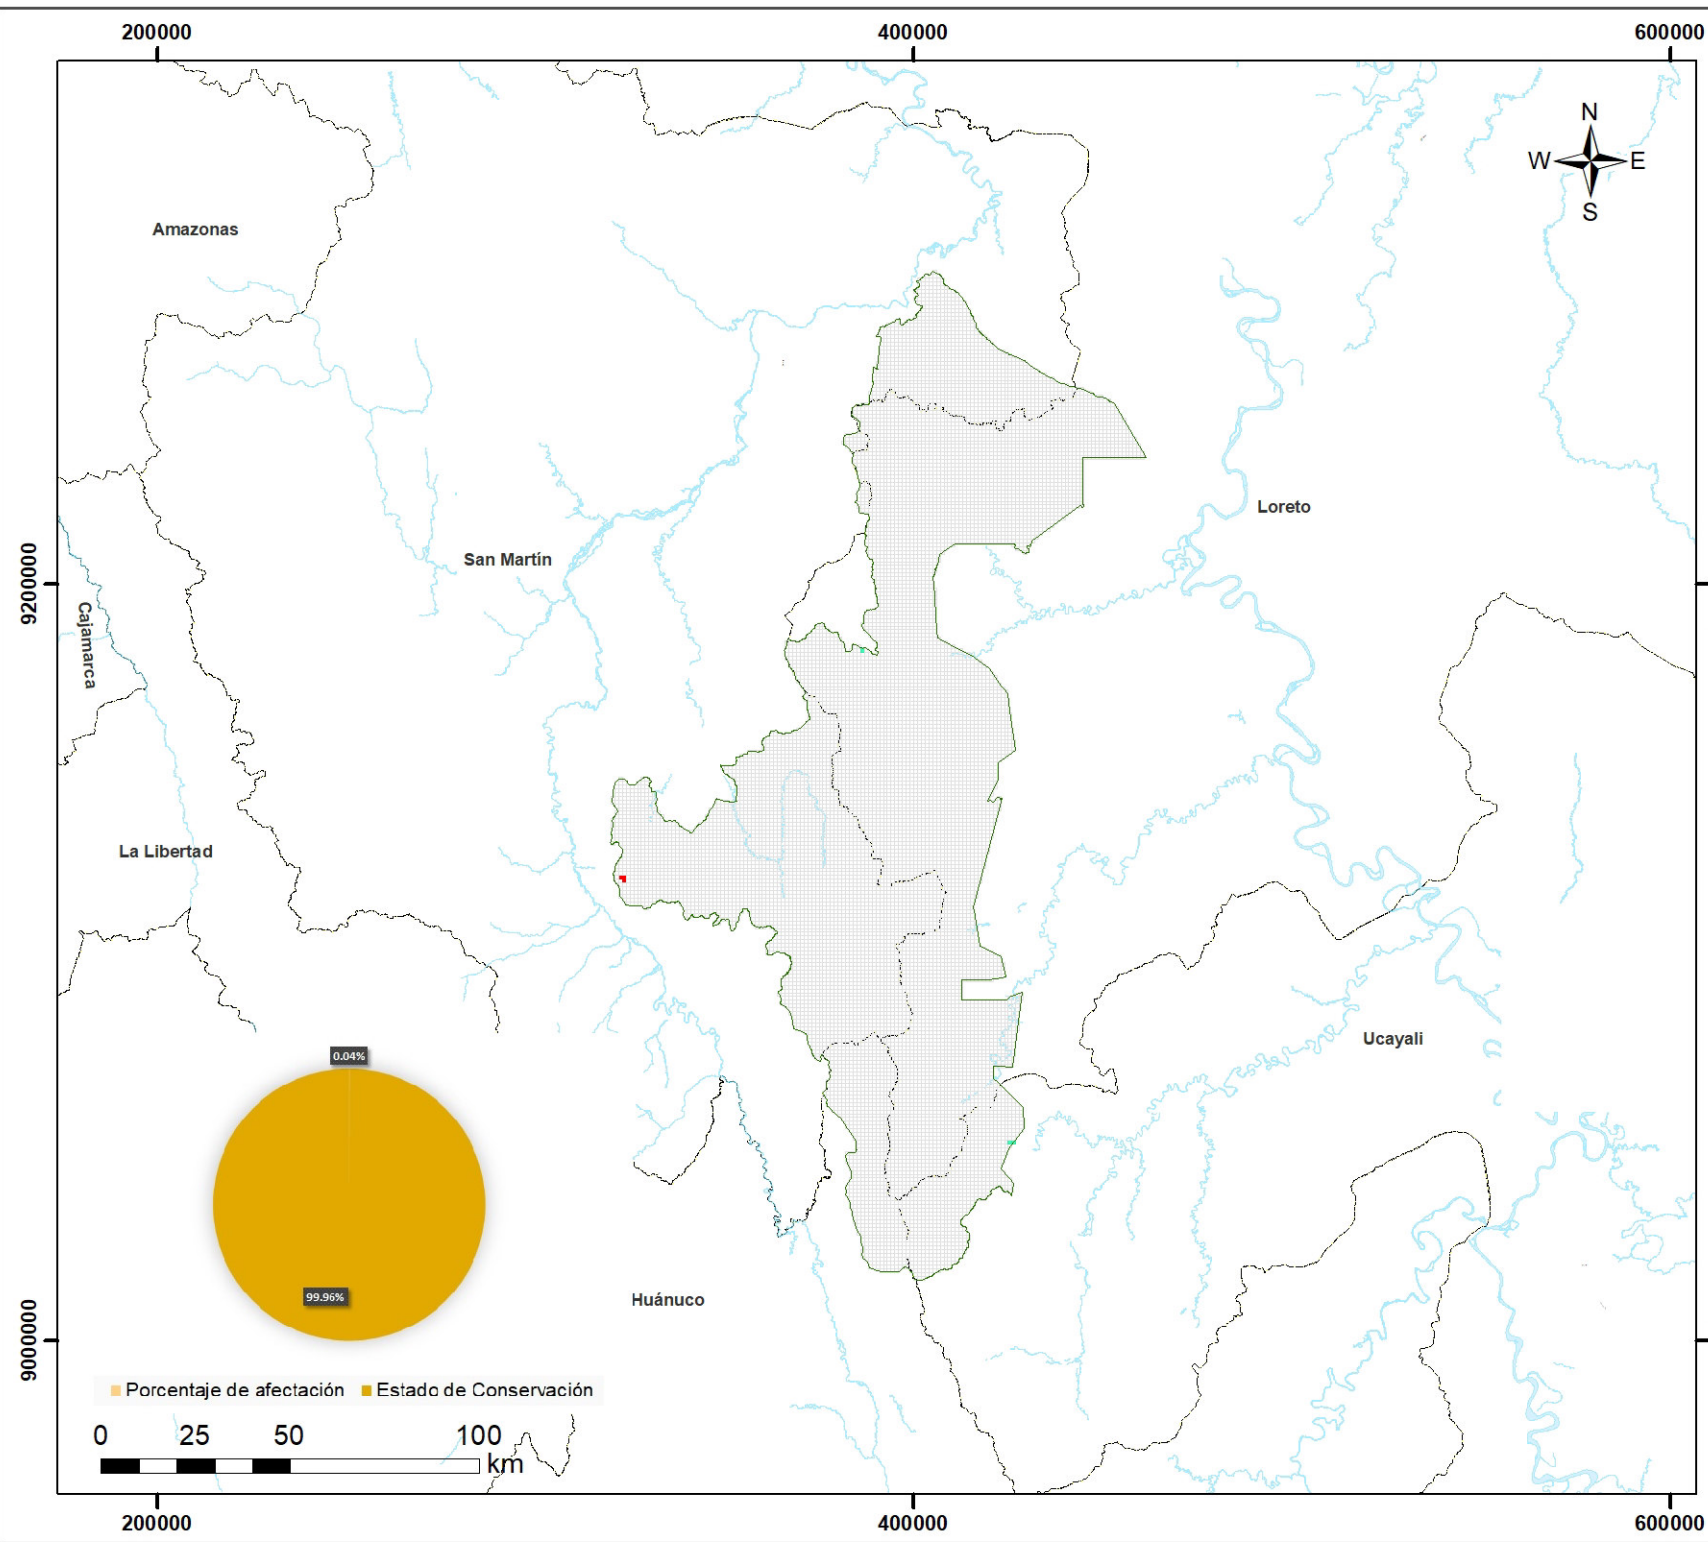 200000
400000
600000
N
W
E
S
Amazonas
Loreto
San Martín
9200000
Cajamarca
La Libertad
Ucayali
0.04%
99.96%
Huánuco
9000000
Porcentaje de afectación
Estado de Conservación
0 25 50 100
km
200000
400000
600000